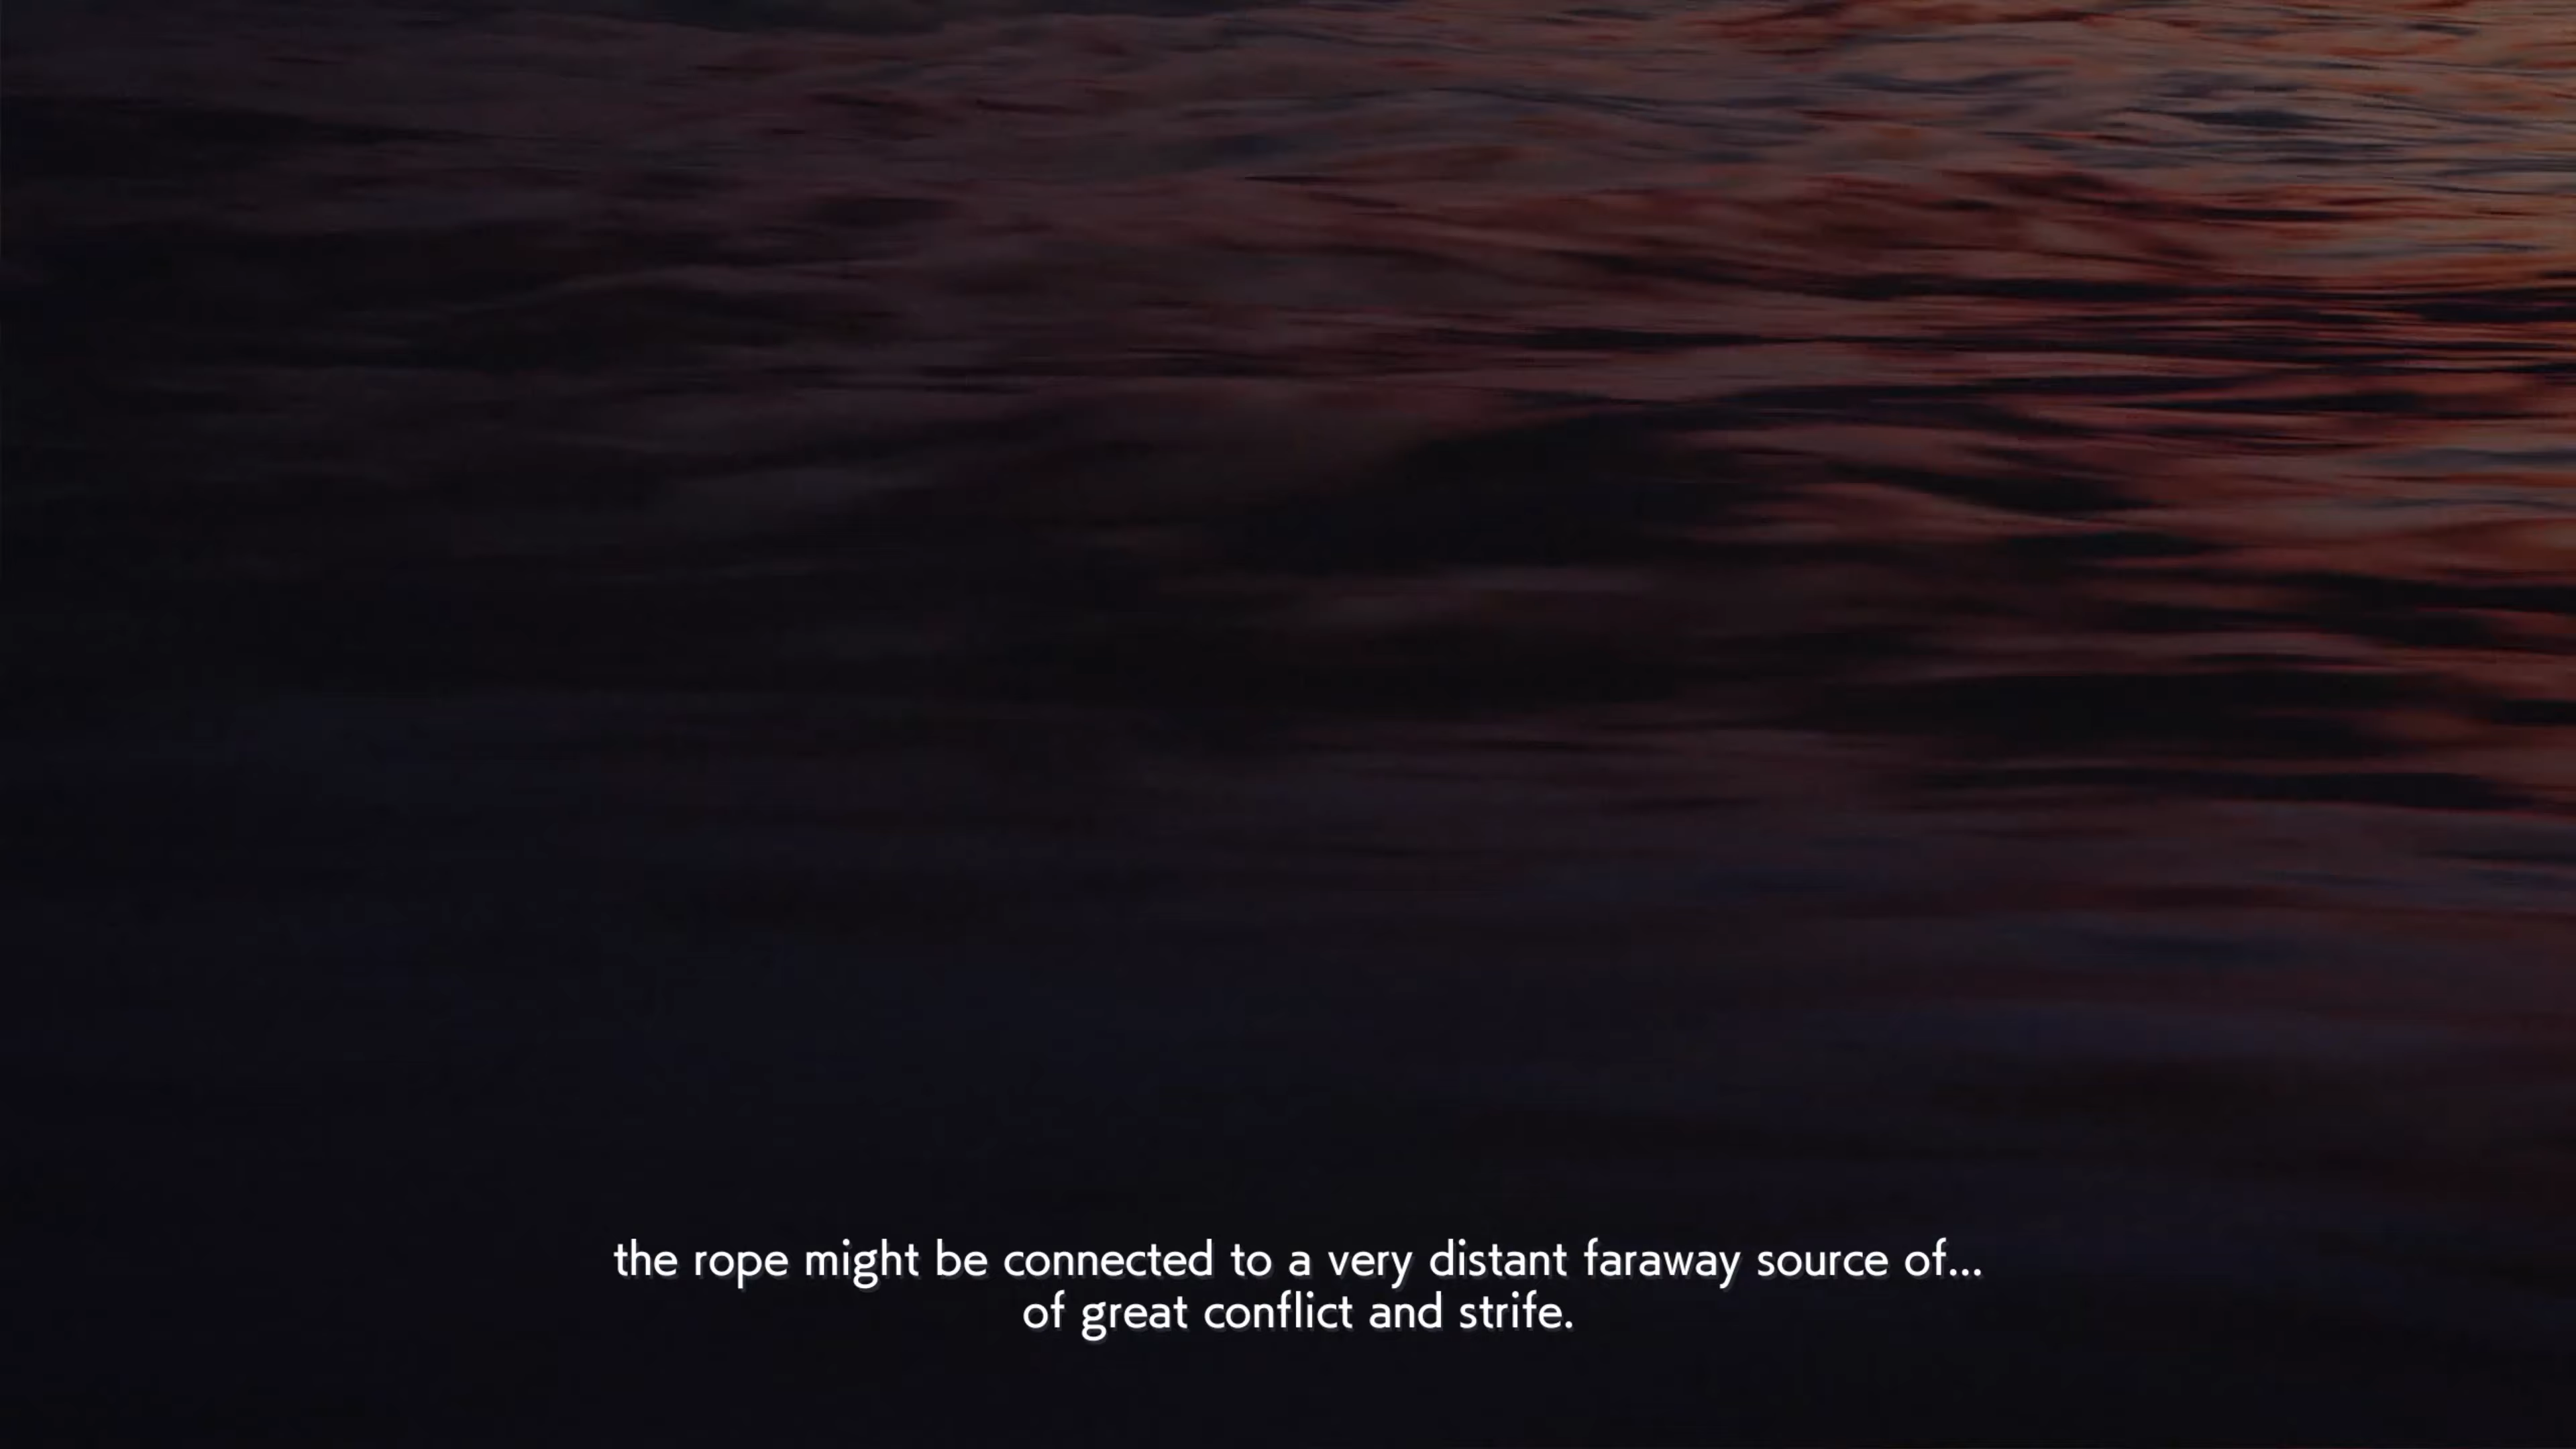 the rope might be connected to a very distant faraway source of...
of great conflict and strife.